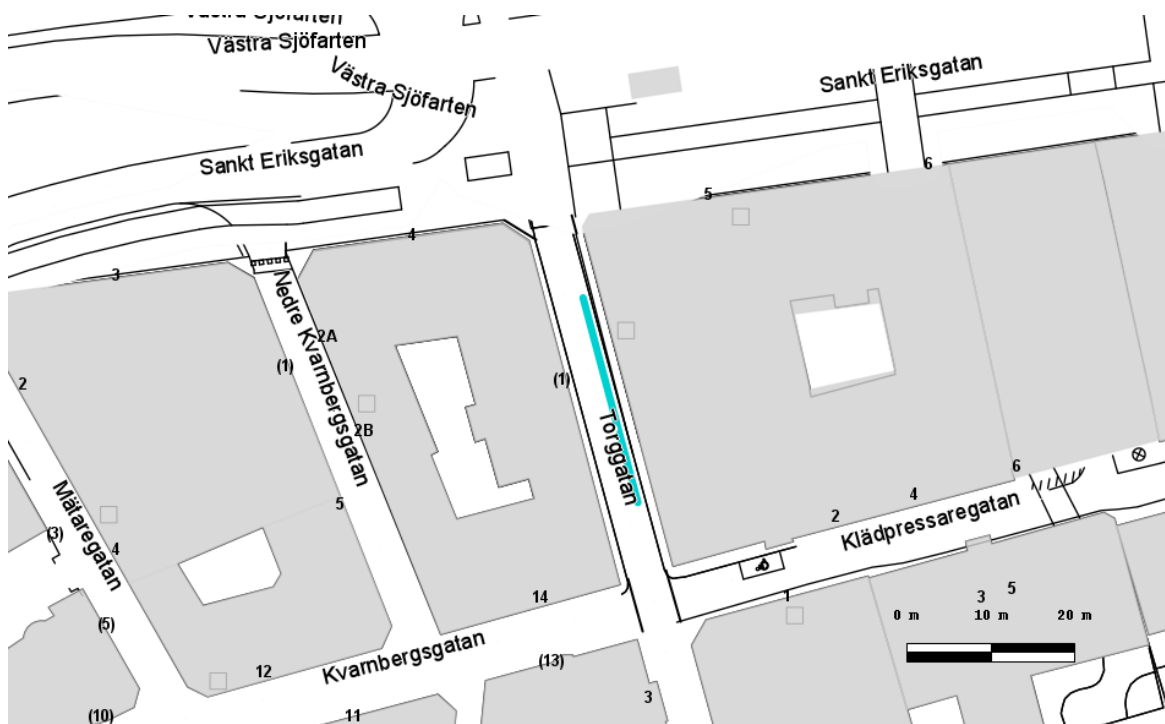 Västra Sjöfarten
Västra Sjöfarten
Västra Sjöfarten
Sankt Eriksgatan
Sankt Eriksgatan
6
5
4
3
Nedre Kvarnbergsgatan
2A
(1)
(1)
2
2B
Torggatan
6
4
2
Klädpressaregatan
5
Mätaregatan
(3)
4
14
1
3
5
0 m 10 m 20 m
(5)
Kvarnbergsgatan
(13)
12
3
11
(10)